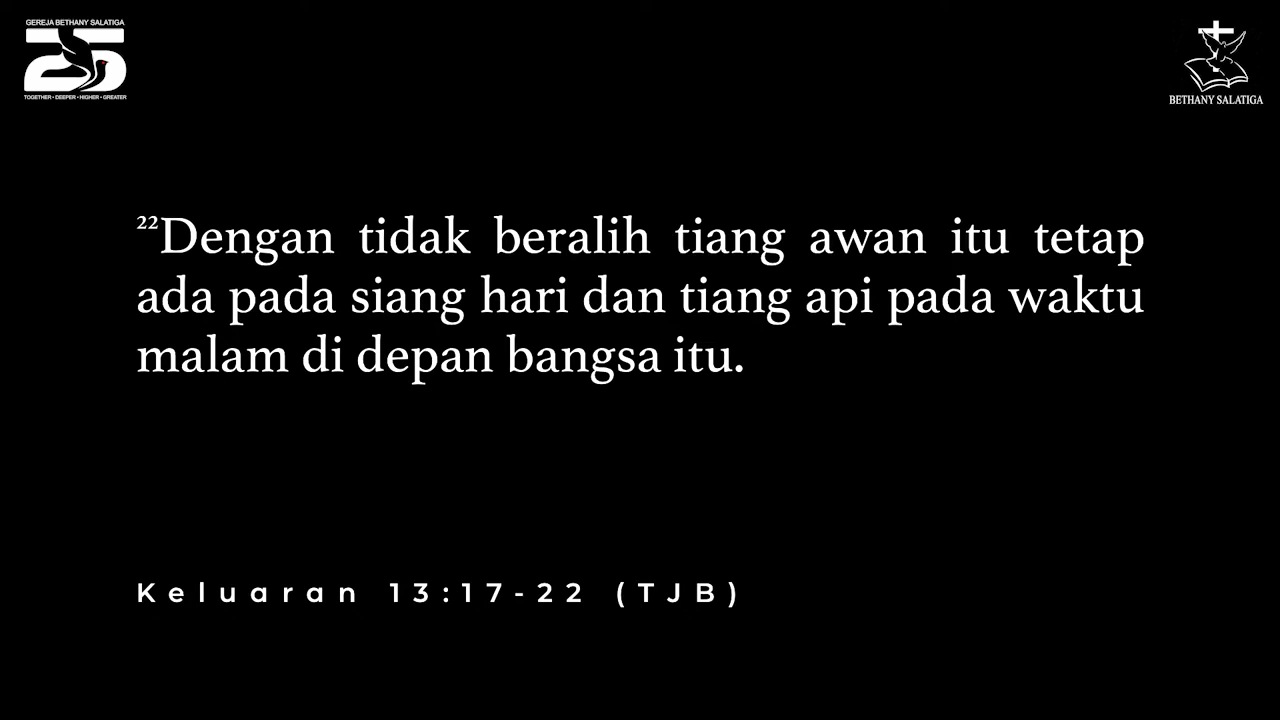 GEREJA BETHANY SALATIGA
25
TOGETHER • DEEPER • HIGHER • GREATER
BETHANY SALATIGA
²²Dengan tidak beralih tiang awan itu tetap
ada pada siang hari dan tiang api pada waktu
malam di depan bangsa itu.
Keluaran 13:17-22 (TJB)